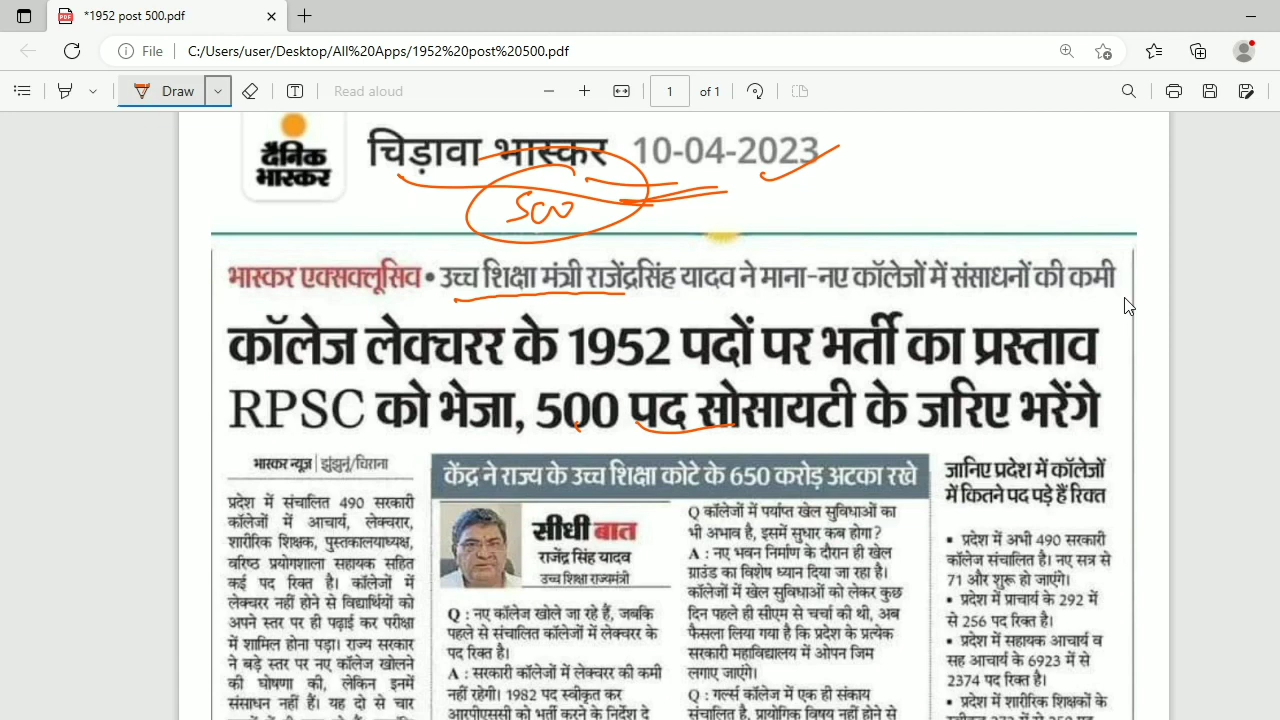 *1952 post 500.pdf
File
C:/Users/user/Desktop/All%20Apps/1952%20post%20500.pdf
Draw
Read aloud
1
of 1
दैनिक
भास्कर
चिड़ावा भास्कर 10-04-2023
500
भास्कर एक्सक्लूसिव • उच्च शिक्षा मंत्री राजेंद्रसिंह यादव ने माना-नए कॉलेजों में संसाधनों की कमी
कॉलेज लेक्चरर के 1952 पदों पर भर्ती का प्रस्ताव
RPSC को भेजा, 500 पद सोसायटी के जरिए भरेंगे
भास्कर न्यूज | झुंझुनूं/चिराना
प्रदेश में संचालित 490 सरकारी
कॉलेजों में आचार्य, लेक्चरार,
शारीरिक शिक्षक, पुस्तकालयाध्यक्ष,
वरिष्ठ प्रयोगशाला सहायक सहित
कई पद रिक्त है। कॉलेजों में
लेक्चरर नहीं होने से विद्यार्थियों को
अपने स्तर पर ही पढ़ाई कर परीक्षा
में शामिल होना पड़ा। राज्य सरकार
ने बड़े स्तर पर नए कॉलेज खोलने
की घोषणा की, लेकिन इनमें
संसाधन नहीं हैं। यह दो से चार
केंद्र ने राज्य के उच्च शिक्षा कोटे के 650 करोड़ अटका रखे
सीधी बात
राजेंद्र सिंह यादव
उच्च शिक्षा राज्यमंत्री
Q : नए कॉलेज खोले जा रहे हैं, जबकि
पहले से संचालित कॉलेजों में लेक्चरर के
पद रिक्त है।
A : सरकारी कॉलेजों में लेक्चरर की कमी
नहीं रहेगी। 1982 पद स्वीकृत कर
आरपीएससी को भर्ती करने के निर्देश दे
Q कॉलेजों में पर्याप्त खेल सुविधाओं का
भी अभाव है, इसमें सुधार कब होगा?
A : नए भवन निर्माण के दौरान ही खेल
ग्राउंड का विशेष ध्यान दिया जा रहा है।
कॉलेजों में खेल सुविधाओं को लेकर कुछ
दिन पहले ही सीएम से चर्चा की थी, अब
फैसला लिया गया है कि प्रदेश के प्रत्येक
सरकारी महाविद्यालय में ओपन जिम
लगाए जाएंगे।
Q : गर्ल्स कॉलेज में एक ही संकाय
संचालित है, प्रायोगिक विषय नहीं होने से
जानिए प्रदेश में कॉलेजों
में कितने पद पड़े हैं रिक्त
▪ प्रदेश में अभी 490 सरकारी
कॉलेज संचालित है। नए सत्र से
71 और शुरू हो जाएंगे।
▪ प्रदेश में प्राचार्य के 292 में
से 256 पद रिक्त है।
▪ प्रदेश में सहायक आचार्य व
सह आचार्य के 6923 में से
2374 पद रिक्त है।
▪ प्रदेश में शारीरिक शिक्षकों के